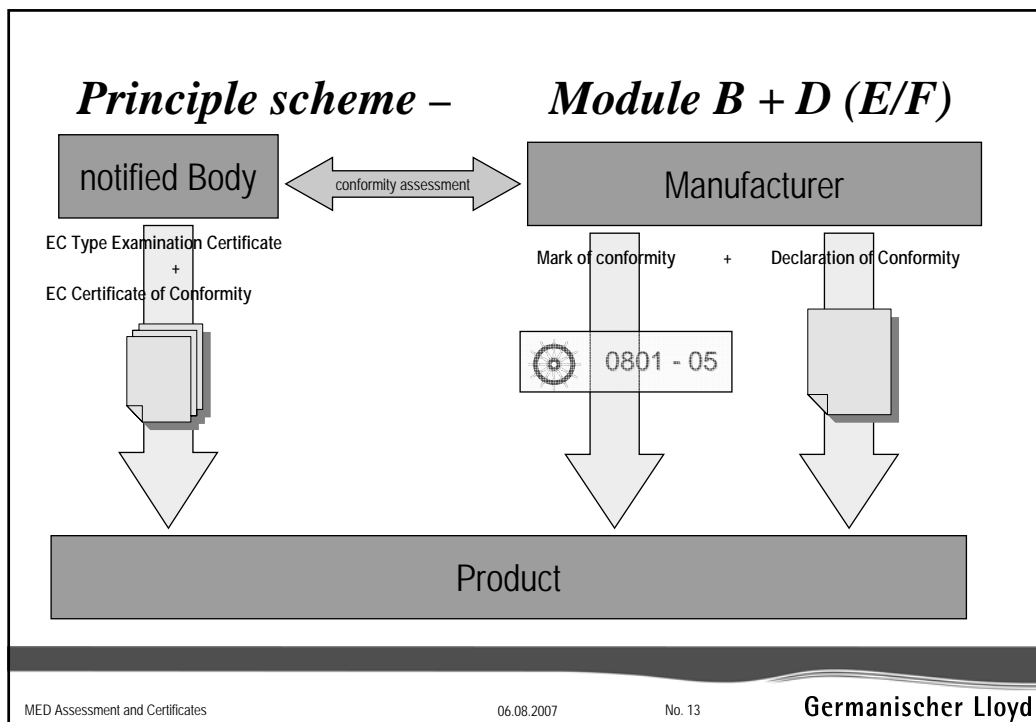 Principle scheme – Module B + D (E/F)
notified Body
conformity assessment
Manufacturer
EC Type Examination Certificate
+
EC Certificate of Conformity
Mark of conformity + Declaration of Conformity
0801 - 05
Product
MED Assessment and Certificates 06.08.2007 No. 13 Germanischer Lloyd